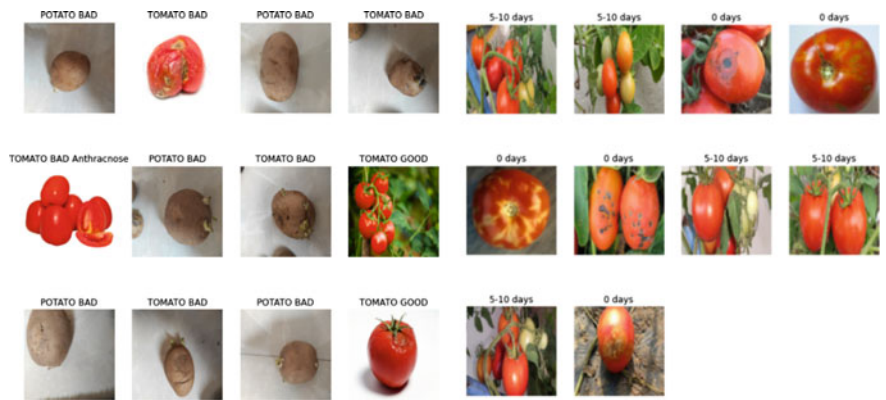 POTATO BAD TOMATO BAD POTATO BAD TOMATO BAD 5-10 days 5-10 days 0 days 0 days
TOMATO BAD Anthracnose POTATO BAD TOMATO BAD TOMATO GOOD 0 days 0 days 5-10 days 5-10 days
POTATO BAD TOMATO BAD POTATO BAD TOMATO GOOD 5-10 days 0 days